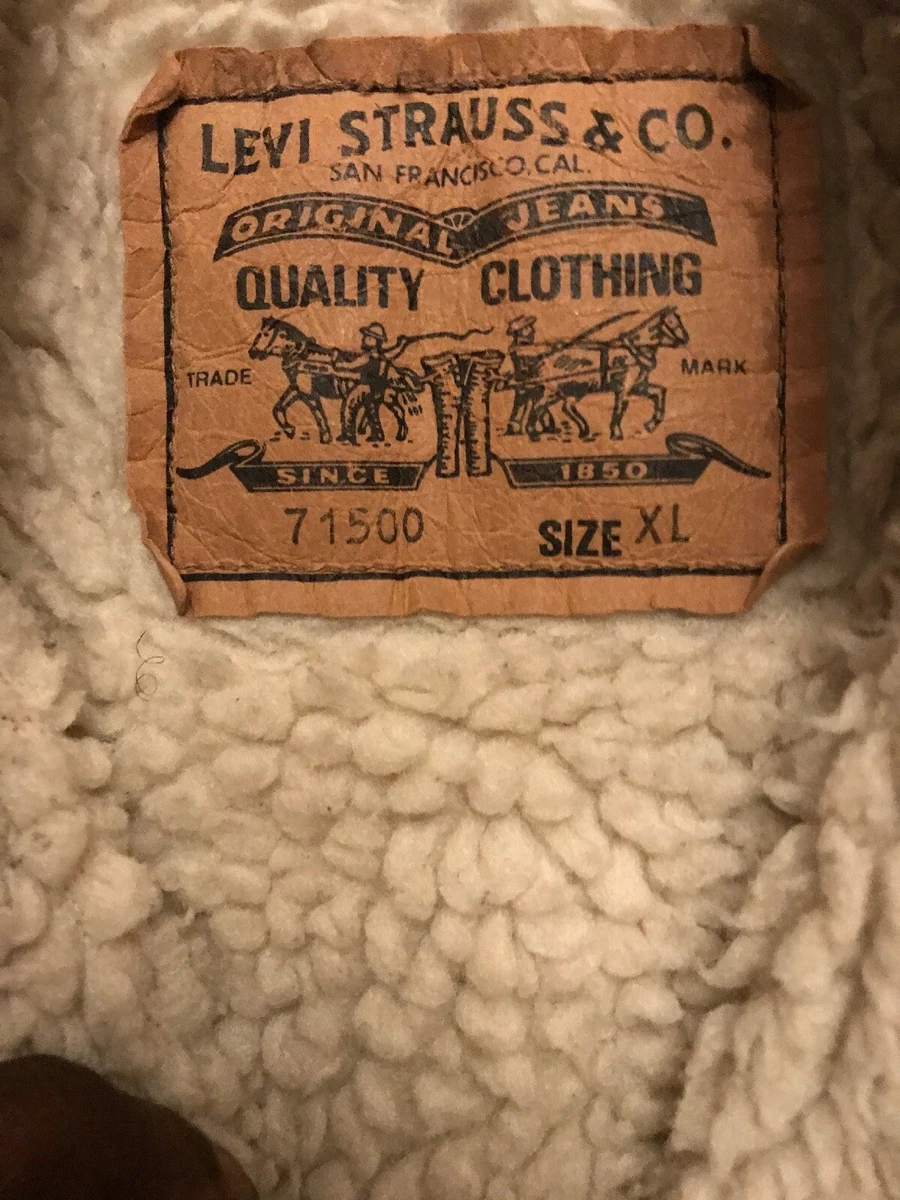 LEVI STRAUSS & CO.
SAN FRANCISCO, CAL.
ORIGINAL JEANS
QUALITY CLOTHING
TRADE MARK
SINCE 1850
71500 SIZE XL